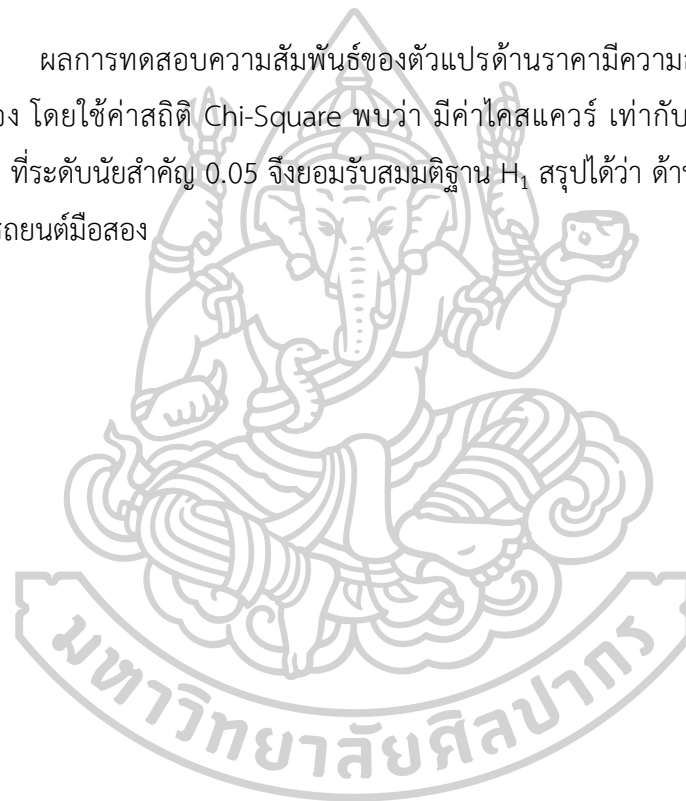 ผลการทดสอบความสัมพันธ์ของตัวแปรด้านราคามีความ
โดยใช้ค่าสถิติ Chi-Square พบว่า มีค่าไคสแควร์ เท่ากับ
ที่ระดับนัยสำคัญ 0.05 จึงยอมรับสมมติฐาน H₁ สรุปได้ว่า
ถยนต์มือสอง
มหาวิทยาลัยศิลปากร